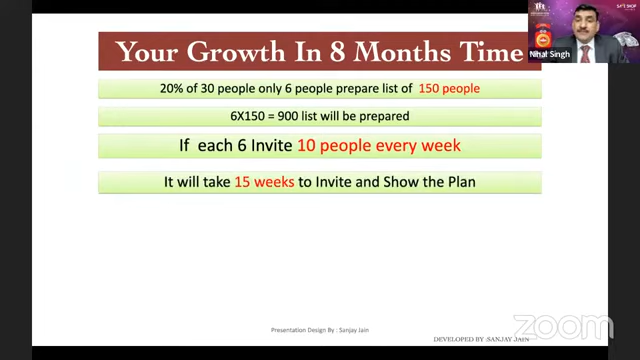 Your Growth In 8 Months Time
20% of 30 people only 6 people prepare list of 150 people
6X150 = 900 list will be prepared
If each 6 Invite 10 people every week
It will take 15 weeks to Invite and Show the Plan
Presentation Design By : Sanjay Jain
DEVELOPED BY :SANJAY JAIN
Nihal Singh
zoom